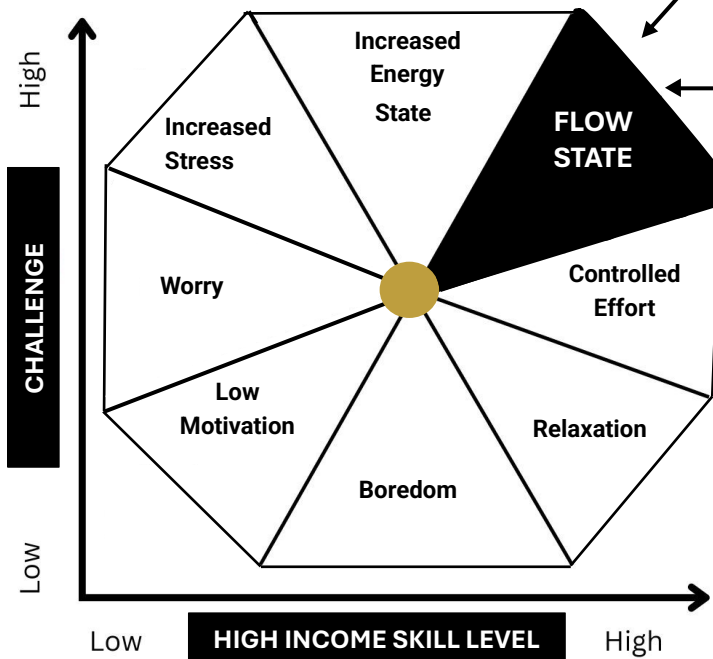 High
Increased
Energy
State
FLOW
STATE
Increased
Stress
CHALLENGE
Worry
Controlled
Effort
Low
Motivation
Relaxation
Boredom
Low
Low
HIGH INCOME SKILL LEVEL
High